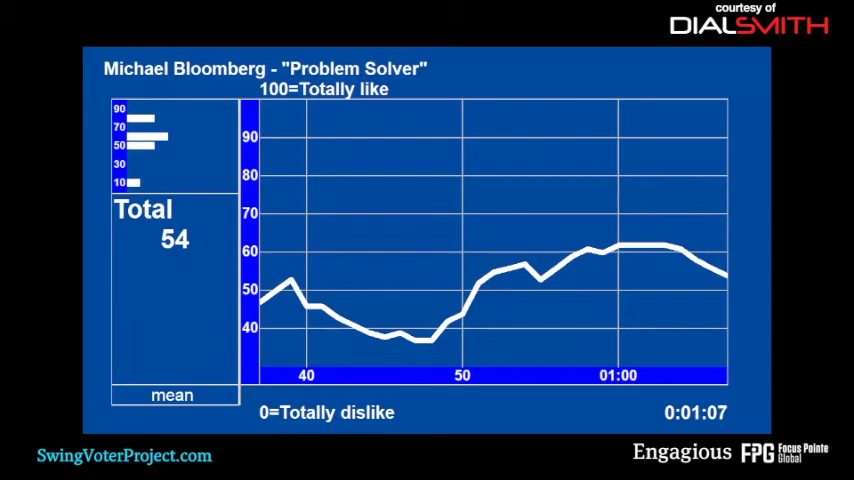 courtesy of
DIALSMITH
Michael Bloomberg - "Problem Solver"
100=Totally like
90
70
50
30
10
Total
54
mean
90
80
70
60
50
40
40 50 01:00
0=Totally dislike
0:01:07
SwingVoterProject.com
Engagious
FPG Focus Pointe
Global